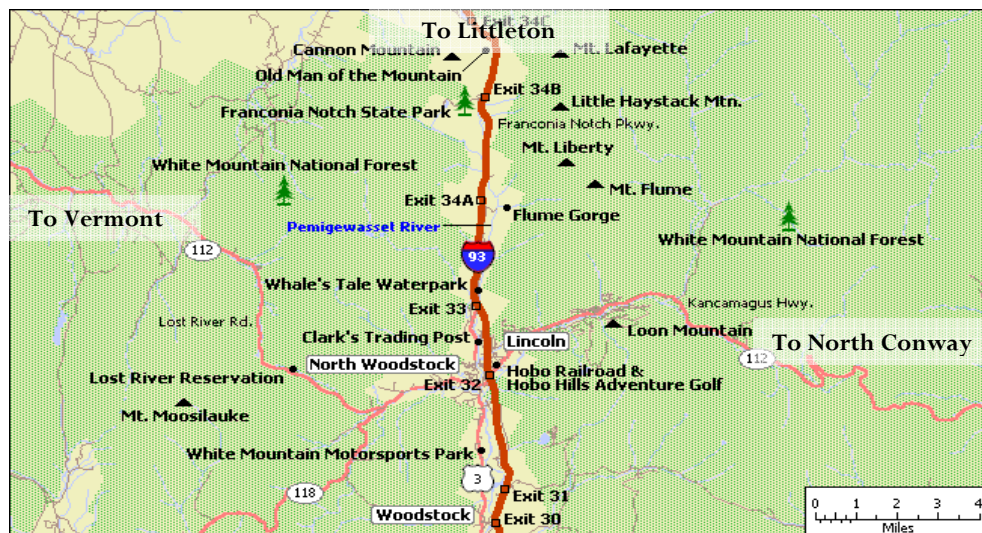 Exit 34C
To Littleton
Cannon Mountain
Mt. Lafayette
Old Man of the Mountain
Exit 34B
Little Haystack Mtn.
Franconia Notch State Park
Franconia Notch Pkwy.
Mt. Liberty
White Mountain National Forest
Mt. Flume
Exit 34A
Flume Gorge
To Vermont
Pemigewasset River
White Mountain National Forest
112
93
Whale's Tale Waterpark
Exit 33
Kancamagus Hwy.
Lost River Rd.
Loon Mountain
Clark's Trading Post
Lincoln
To North Conway
112
North Woodstock
Hobo Railroad &
Hobo Hills Adventure Golf
Lost River Reservation
Exit 32
Mt. Moosilauke
White Mountain Motorsports Park
3
118
Exit 31
Woodstock
Exit 30
0 1 2 3 4
Miles